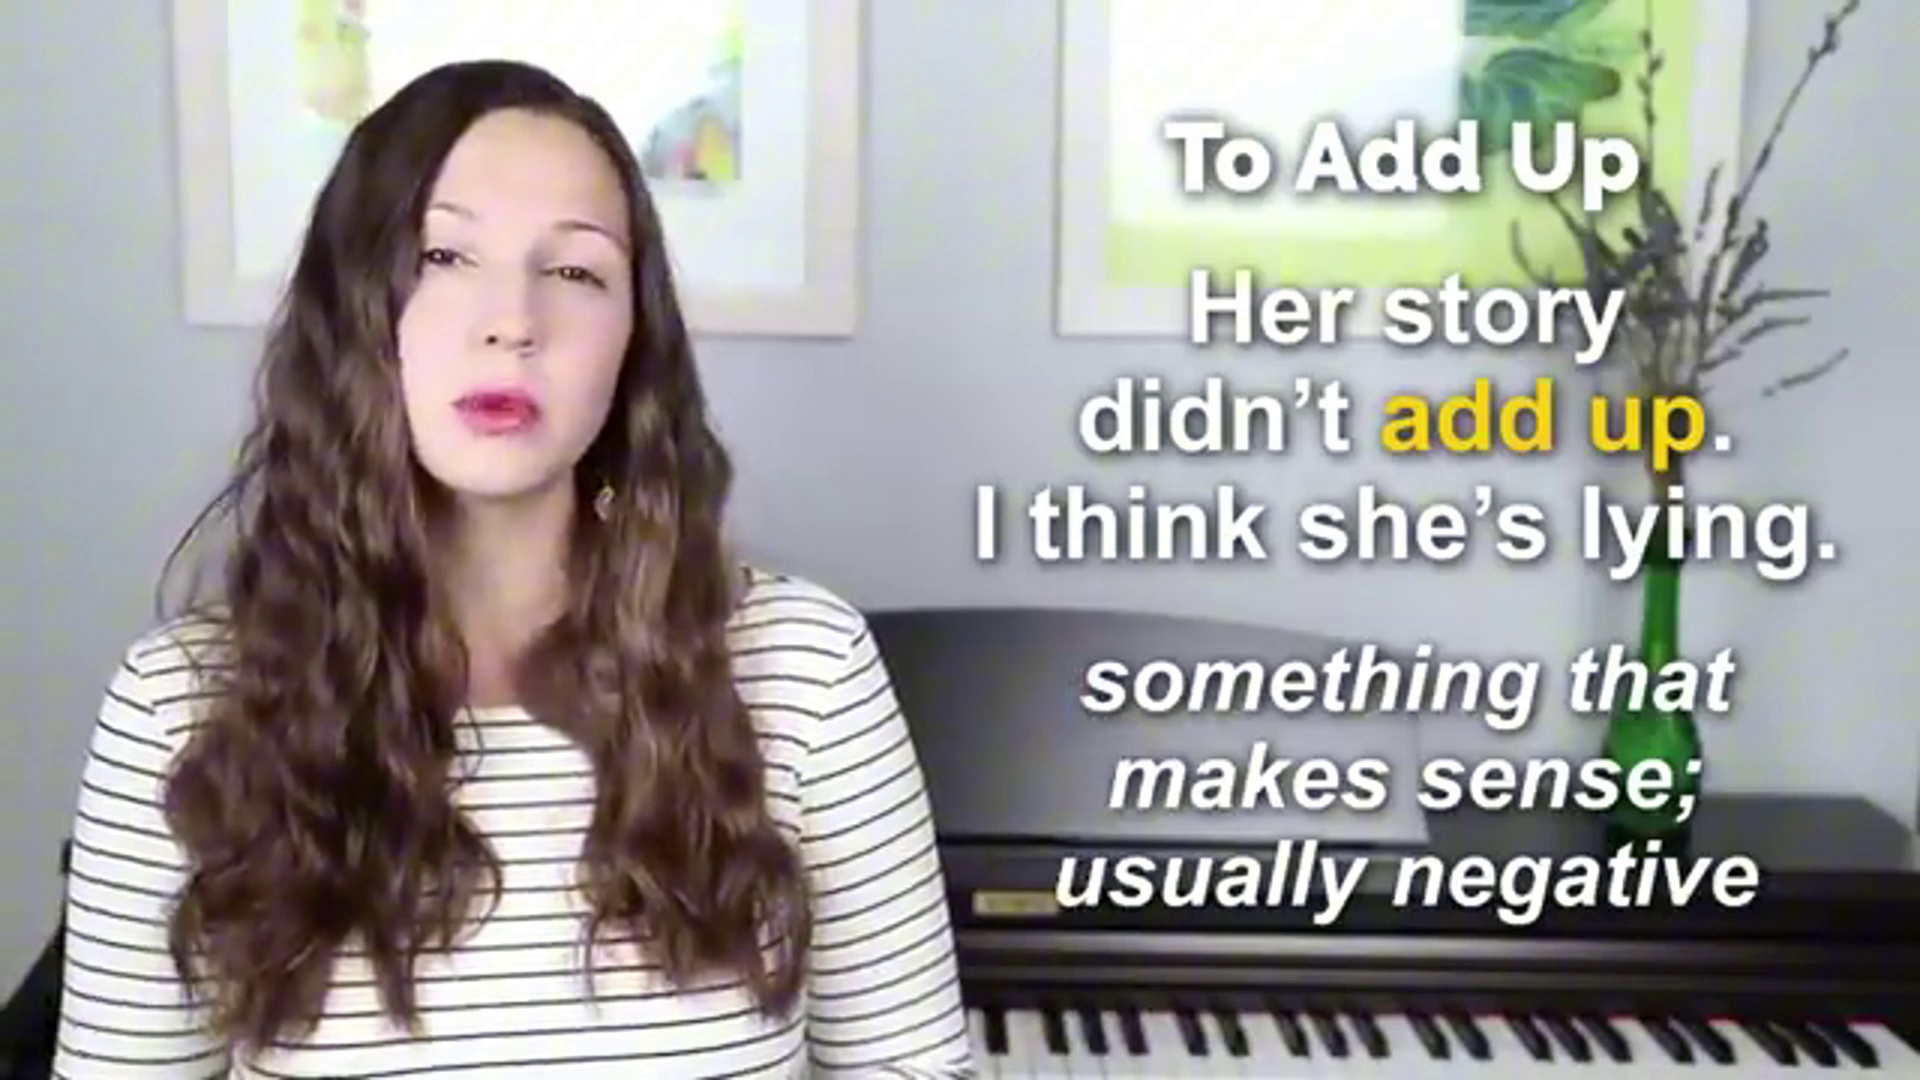 To Add Up
Her story
didn't add up.
I think she's lying.
something that
makes sense;
usually negative